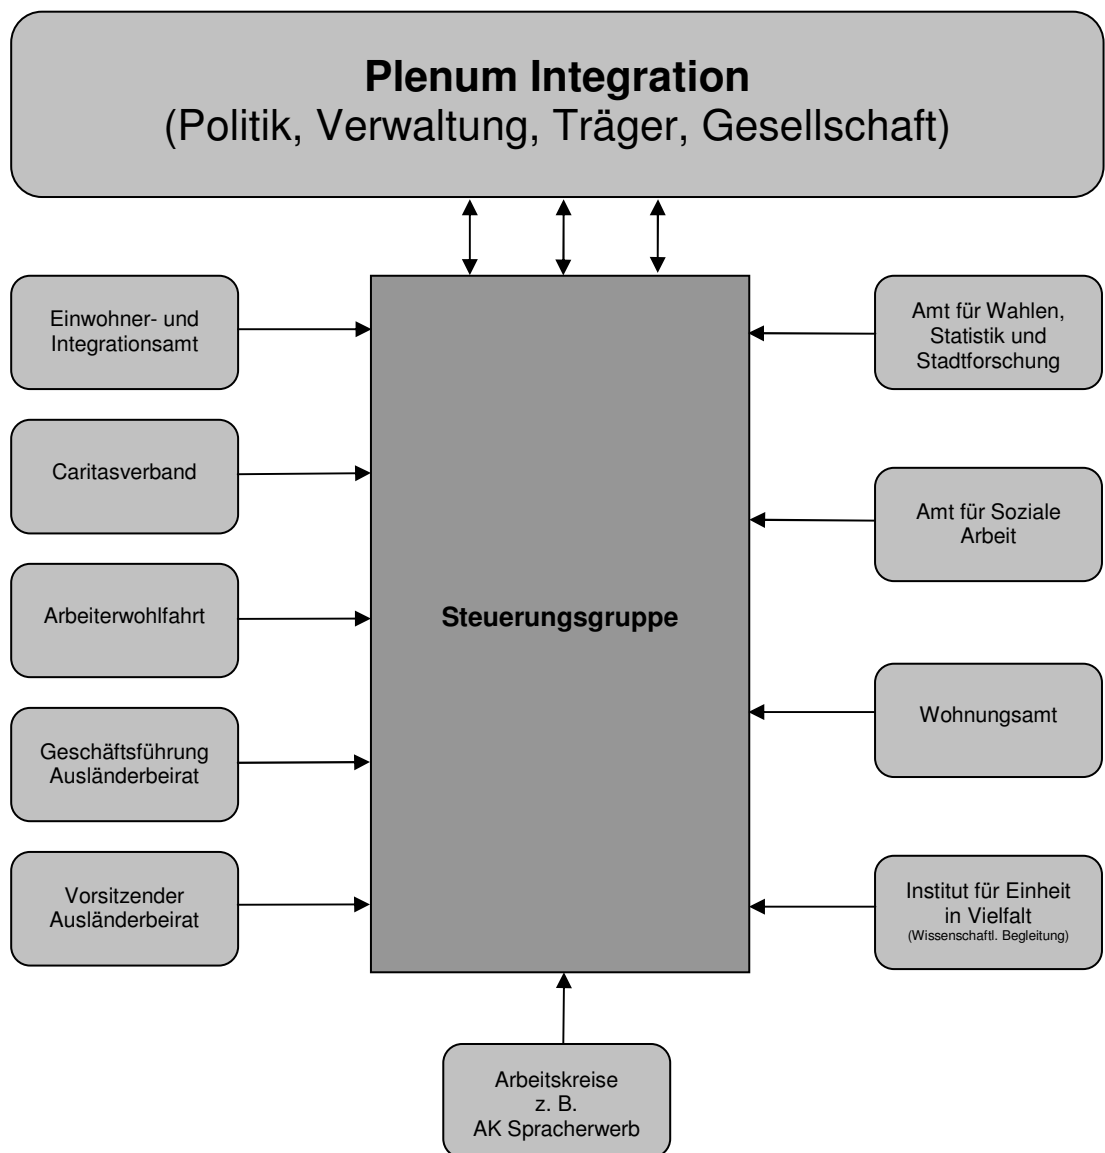 Plenum Integration
(Politik, Verwaltung, Träger, Gesellschaft)
Einwohner- und
Integrationsamt
Caritasverband
Arbeiterwohlfahrt
Geschäftsführung
Ausländerbeirat
Vorsitzender
Ausländerbeirat
Steuerungsgruppe
Amt für Wahlen,
Statistik und
Stadtforschung
Amt für Soziale
Arbeit
Wohnungsamt
Institut für Einheit
in Vielfalt
(Wissenschaftl. Begleitung)
Arbeitskreise
z. B.
AK Spracherwerb